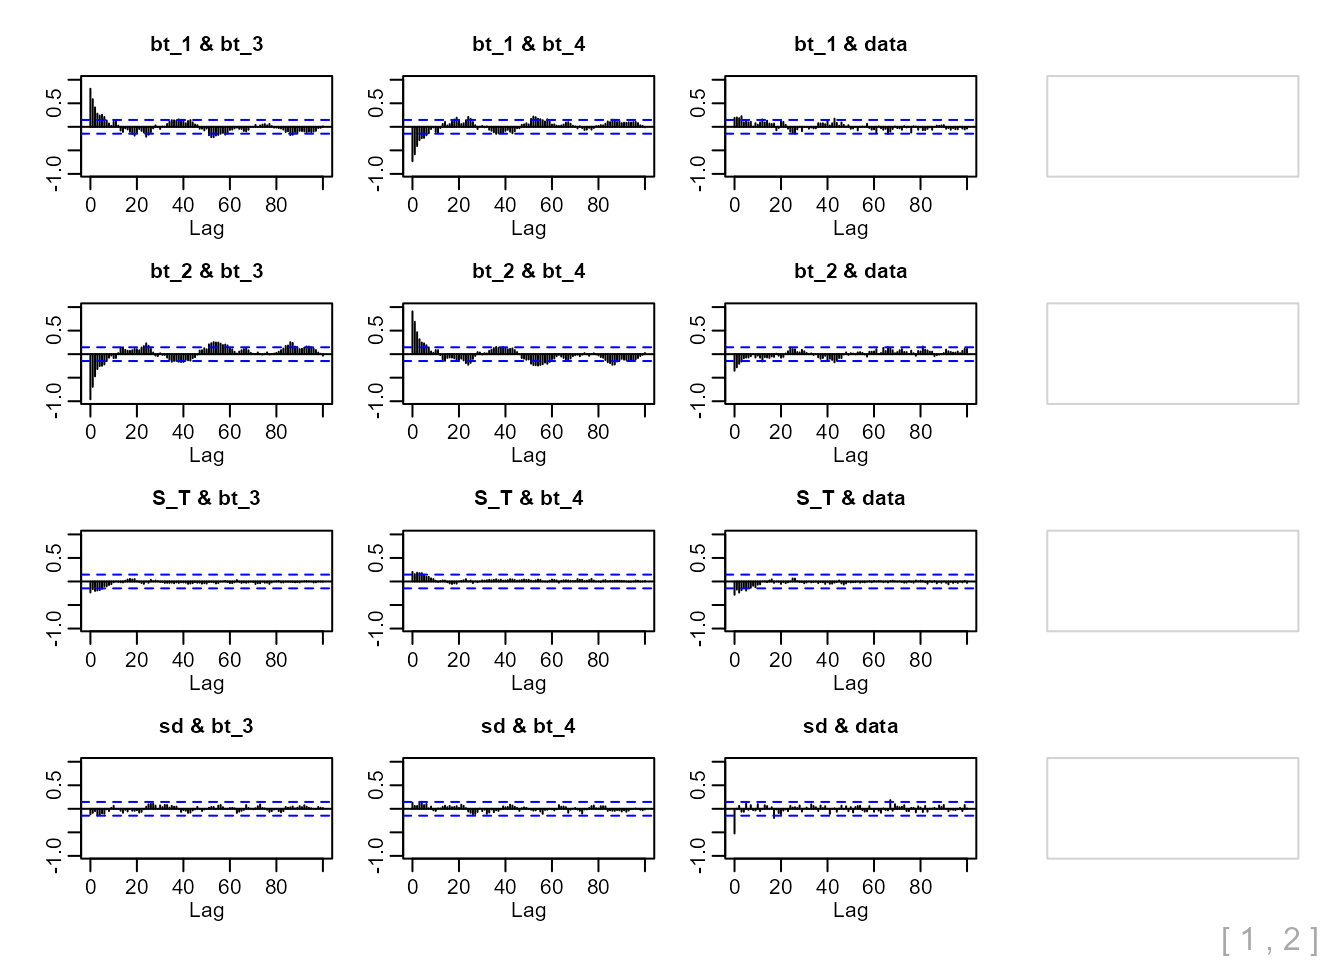 bt_1 & bt_3 bt_1 & bt_4 bt_1 & data
-1.0 0.5 -1.0 0.5 -1.0 0.5
0 20 40 60 80 0 20 40 60 80 0 20 40 60 80
Lag Lag Lag
bt_2 & bt_3 bt_2 & bt_4 bt_2 & data
-1.0 0.5 -1.0 0.5 -1.0 0.5
0 20 40 60 80 0 20 40 60 80 0 20 40 60 80
Lag Lag Lag
S_T & bt_3 S_T & bt_4 S_T & data
-1.0 0.5 -1.0 0.5 -1.0 0.5
0 20 40 60 80 0 20 40 60 80 0 20 40 60 80
Lag Lag Lag
sd & bt_3 sd & bt_4 sd & data
-1.0 0.5 -1.0 0.5 -1.0 0.5
0 20 40 60 80 0 20 40 60 80 0 20 40 60 80
Lag Lag Lag
[ 1 , 2 ]